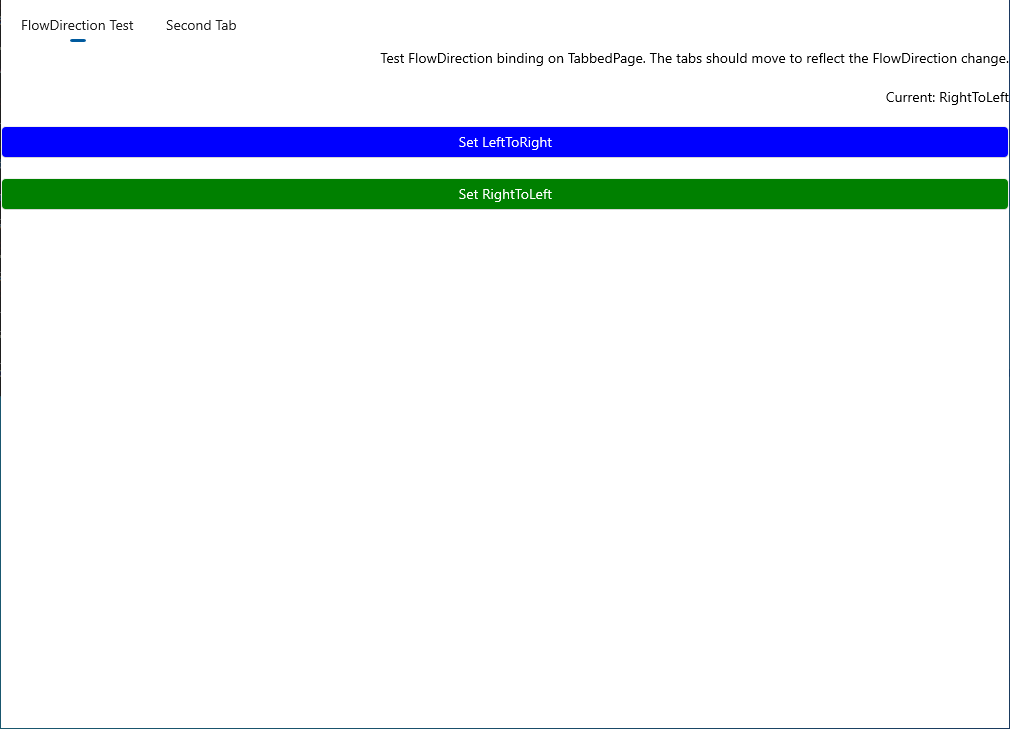 FlowDirection Test
Second Tab
Test FlowDirection binding on TabbedPage. The tabs should move to reflect the FlowDirection change.
Current: RightToLeft
Set LeftToRight
Set RightToLeft